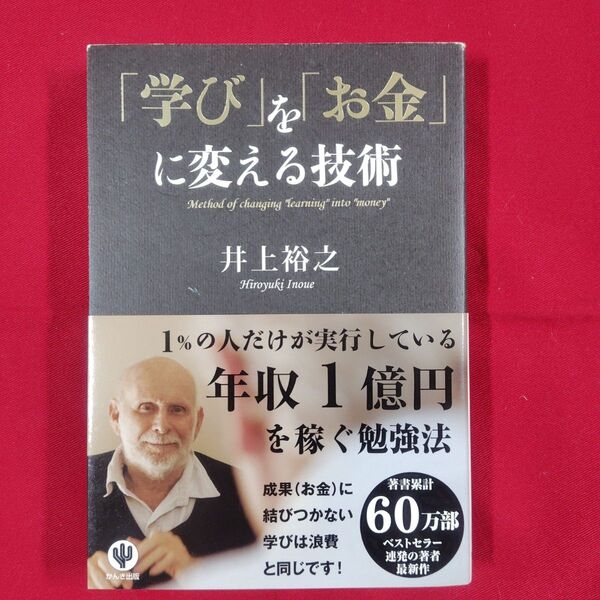 「学び」を「お金」
に変える技術
Method of changing "learning" into "money"
井上裕之
Hiroyuki Inoue
1%の人だけが実行している
年収1億円
を稼ぐ勉強法
成果(お金)に
結びつかない
学びは浪費
と同じです!
著書累計
60万部
ベストセラー
連発の著者
最新作
かんき出版